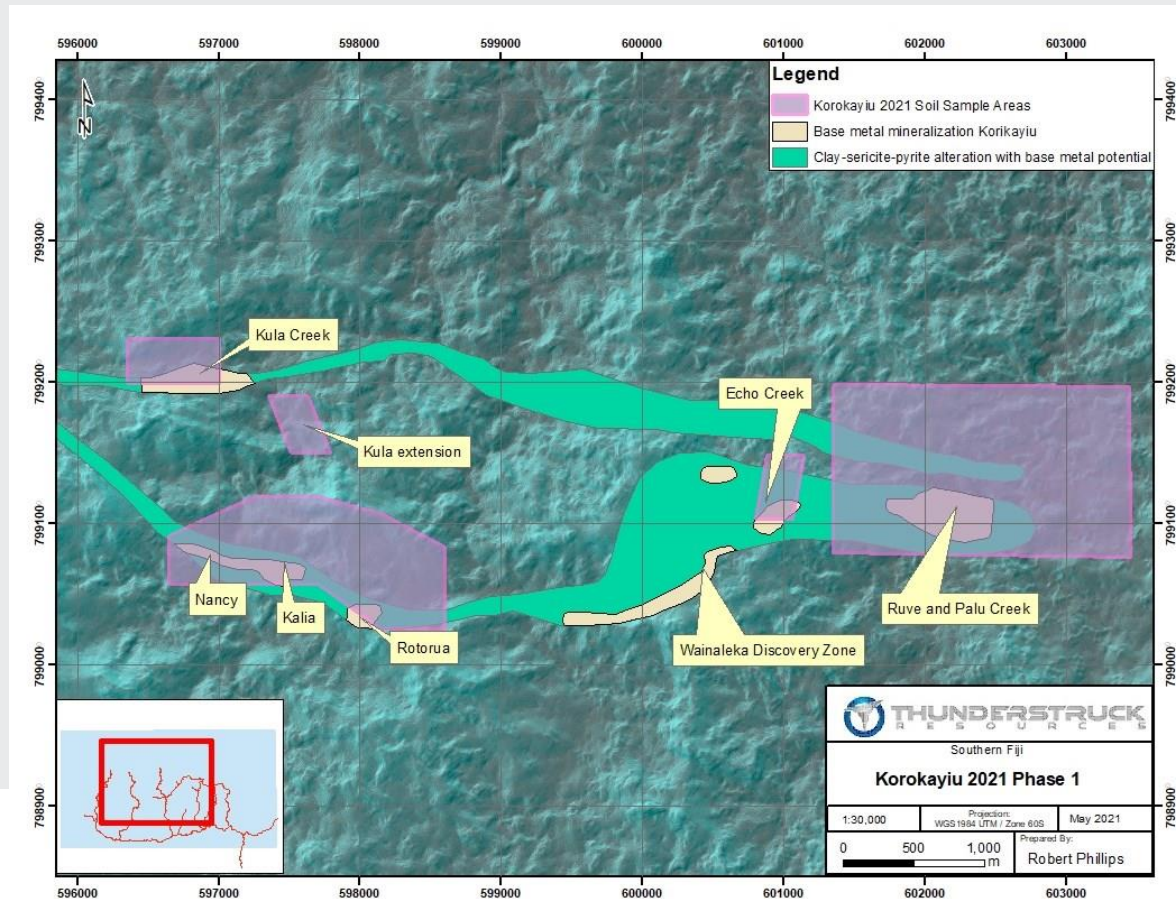 596000 597000 598000 599000 600000 601000 602000 603000
799400
799300
799200
799100
799000
798900
N
Legend
Korokayiu 2021 Soil Sample Areas
Base metal mineralization Korikayiu
Clay-sericite-pyrite alteration with base metal potential
Kula Creek
Echo Creek
Kula extension
Nancy
Kalia
Rotorua
Ruve and Palu Creek
Wainaleka Discovery Zone
THUNDERSTRUCK
RESOURCES
Southern Fiji
Korokayiu 2021 Phase 1
1:30,000
Projection:
WGS 1984 UTM / Zone 60S
May 2021
0 500 1,000
m
Prepared By:
Robert Phillips
799400
799300
799200
799100
799000
798900
596000 597000 598000 599000 600000 601000 602000 603000